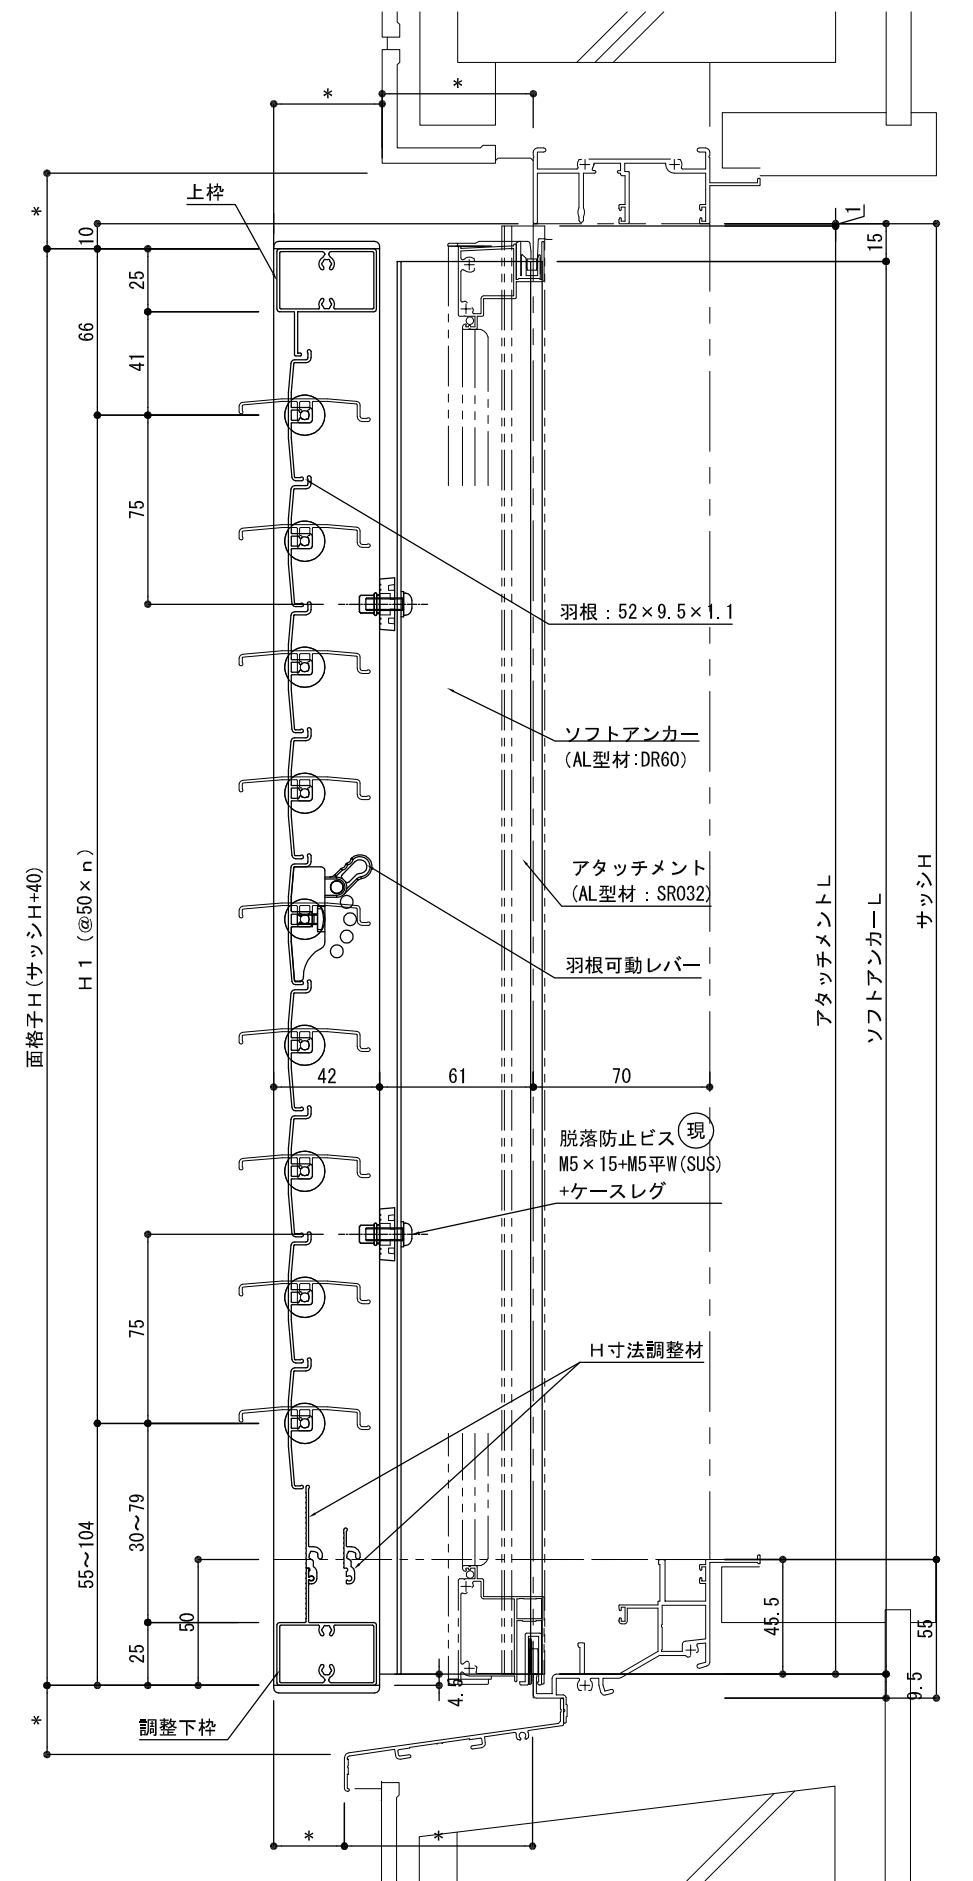 *
*
上枠
*
1
10
15
25
66
41
75
羽根：52×9.5×1.1
ソフトアンカー
(AL型材:DR60)
アタッチメント
(AL型材：SR032)
羽根可動レバー
面格子H(サッシH+40)
H1（@50×n）
アタッチメントL
ソフトアンカーL
サッシH
42
61
70
脱落防止ビス 現
M5×15+M5平W(SUS)
+ケースレグ
75
H寸法調整材
30～79
55～104
50
25
45.5
55
4.5
9.5
*
調整下枠
*
*